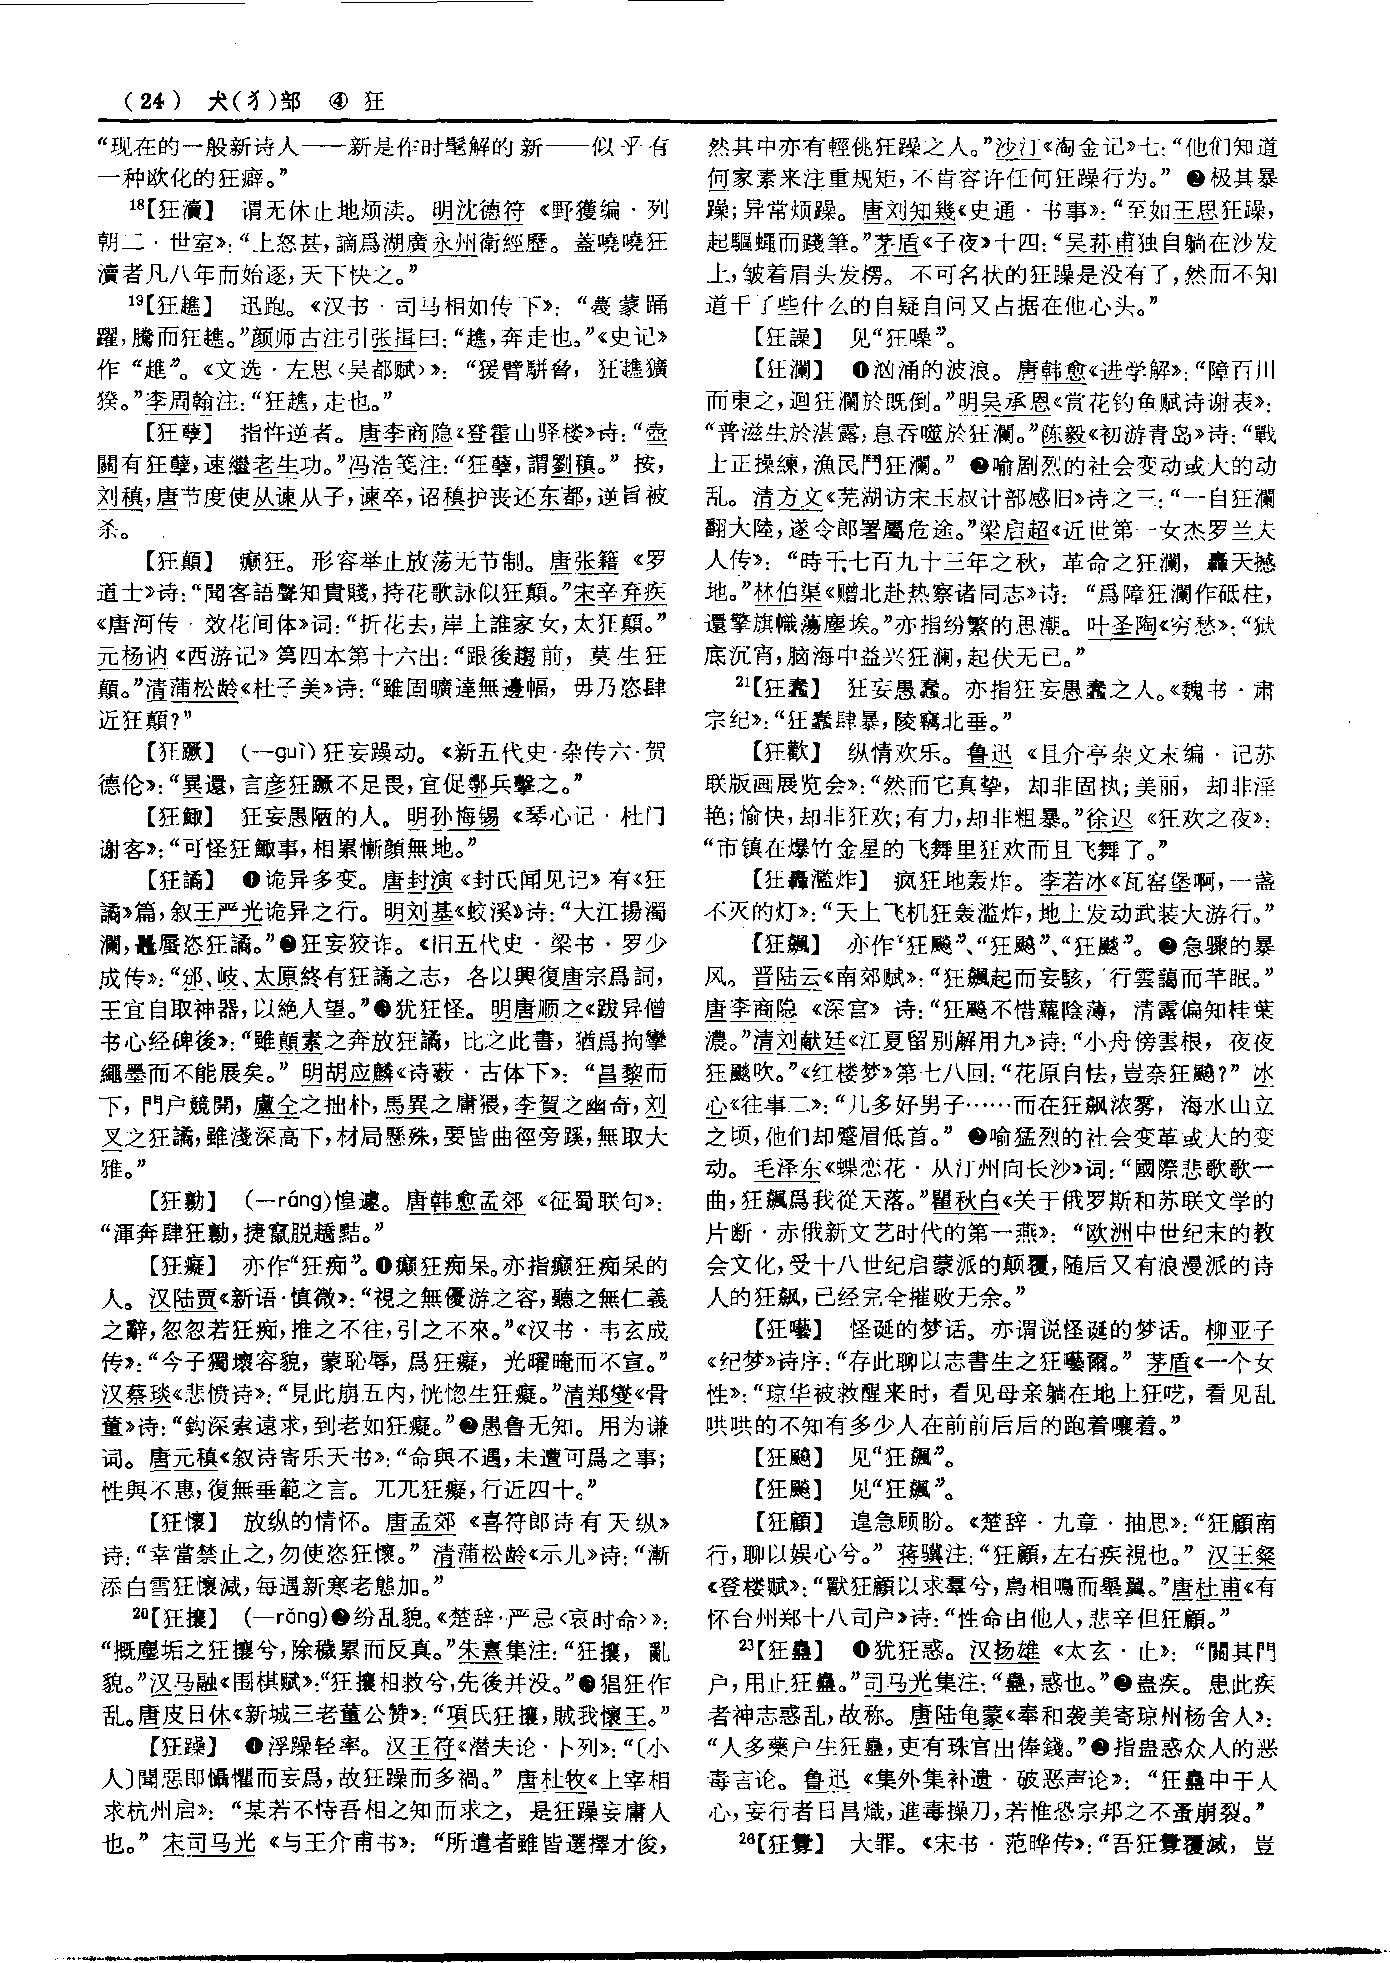 (24) 犬(犭)部 ④ 狂
“现在的一般新诗人——新是作时髦解的新——似乎有
一种欧化的狂癖。”
18【狂瀆】 谓无休止地烦渎。明沈德符《野獲编·列
朝二·世室》:“上怒甚,謫爲湖廣永州衛經歷。蓋嘵嘵狂
瀆者凡八年而始逐,天下快之。”
19【狂趭】 迅跑。《汉书·司马相如传下》:“蔑蒙踊
躍,騰而狂趭。”颜师古注引张揖曰:“趭,奔走也。”《史记》
作“趡”。《文选·左思〈吴都赋〉》:“猨臂骿脅,狂趭獷
猤。”李周翰注:“狂趭,走也。”
【狂孽】 指忤逆者。唐李商隐《登霍山驿楼》诗:“壺
關有狂孽,速繼老生功。”冯浩笺注:“狂孽,謂劉稹。”按,
刘稹,唐节度使从谏从子,谏卒,诏稹护丧还东都,逆旨被
杀。
【狂顛】 癫狂。形容举止放荡无节制。唐张籍《罗
道士》诗:“聞客語聲知貴賤,持花歌詠似狂顛。”宋辛弃疾
《唐河传·效花间体》词:“折花去,岸上誰家女,太狂顛。”
元杨讷《西游记》第四本第十六出:“跟後趨前,莫生狂
顛。”清蒲松龄《杜子美》诗:“雖固曠達無邊幅,毋乃恣肆
近狂顛?”
【狂蹶】 (—guì)狂妄躁动。《新五代史·杂传六·贺
德伦》:“異還,言彦狂蹶不足畏,宜促鄩兵擊之。”
【狂鯫】 狂妄愚陋的人。明孙梅锡《琴心记·杜门
谢客》:“可怪狂鯫事,相累慚顔無地。”
【狂譎】 ❶诡异多变。唐封演《封氏闻见记》有《狂
譎》篇,叙王严光诡异之行。明刘基《蛟溪》诗:“大江揚濁
瀾,鼉蜃恣狂譎。”❷狂妄狡诈。《旧五代史·梁书·罗少
成传》:“邠、岐、太原終有狂譎之志,各以興復唐宗爲詞,
王宜自取神器,以絶人望。”❸犹狂怪。明唐顺之《跋异僧
书心经碑後》:“雖顛素之奔放狂譎,比之此書,猶爲拘攣
繩墨而不能展矣。”明胡应麟《诗薮·古体下》:“昌黎而
下,門户競開,盧仝之拙朴,馬異之庸猥,李賀之幽奇,刘
叉之狂譎,雖淺深高下,材局懸殊,要皆曲徑旁蹊,無取大
雅。”
【狂勷】 (—ráng)惶遽。唐韩愈孟郊《征蜀联句》:
“渾奔肆狂勷,捷竄脱趫黠。”
【狂癡】 亦作“狂痴”。❶癫狂痴呆。亦指癫狂痴呆的
人。汉陆贾《新语·慎微》:“視之無優游之容,聽之無仁義
之辭,忽忽若狂痴,推之不往,引之不來。”《汉书·韦玄成
传》:“今子獨壞容貌,蒙恥辱,爲狂癡,光曜晻而不宣。”
汉蔡琰《悲愤诗》:“見此崩五内,恍惚生狂癡。”清郑燮《骨
董》诗:“鈎深索遠求,到老如狂癡。”❷愚鲁无知。用为谦
词。唐元稹《叙诗寄乐天书》:“命與不遇,未遭可爲之事;
性與不惠,復無垂範之言。兀兀狂癡,行近四十。”
【狂懷】 放纵的情怀。唐孟郊《喜符郎诗有天纵》
诗:“幸當禁止之,勿使恣狂懷。”清蒲松龄《示儿》诗:“漸
添白雪狂懷減,每遇新寒老態加。”
20【狂攘】 (—rǎng)❶纷乱貌。《楚辞·严忌〈哀时命〉》:
“概塵垢之狂攘兮,除穢累而反真。”朱熹集注:“狂攘,亂
貌。”汉马融《围棋赋》:“狂攘相救兮,先後并没。”❷猖狂作
乱。唐皮日休《新城三老董公赞》:“項氏狂攘,賊我懷王。”
【狂躁】 ❶浮躁轻率。汉王符《潜夫论·卜列》:“〔小
人〕聞惡即懾懼而妄爲,故狂躁而多禍。”唐杜牧《上宰相
求杭州启》:“某若不恃吾相之知而求之,是狂躁妄庸人
也。”宋司马光《与王介甫书》:“所遣者雖皆選擇才俊,
然其中亦有輕佻狂躁之人。”沙汀《淘金记》七:“他们知道
何家素来注重规矩,不肯容许任何狂躁行为。”❷极其暴
躁;异常烦躁。唐刘知幾《史通·书事》:“至如王思狂躁,
起驅蠅而踐筆。”茅盾《子夜》十四:“吴荪甫独自躺在沙发
上,皱着眉头发楞。不可名状的狂躁是没有了,然而不知
道干了些什么的自疑自问又占据在他心头。”
【狂譟】 见“狂噪”。
【狂瀾】 ❶汹涌的波浪。唐韩愈《进学解》:“障百川
而東之,迴狂瀾於既倒。”明吴承恩《赏花钓鱼赋诗谢表》:
“普滋生於湛露,息吞噬於狂瀾。”陈毅《初游青岛》诗:“戰
士正操練,漁民鬥狂瀾。”❷喻剧烈的社会变动或大的动
乱。清方文《芜湖访宋玉叔计部感旧》诗之三:“一自狂瀾
翻大陸,遂令郎署屬危途。”梁启超《近世第一女杰罗兰夫
人传》:“時千七百九十三年之秋,革命之狂瀾,轟天撼
地。”林伯渠《赠北赴热察诸同志》诗:“爲障狂瀾作砥柱,
還擎旗幟蕩塵埃。”亦指纷繁的思潮。叶圣陶《穷愁》:“狱
底沉宵,脑海中益兴狂澜,起伏无已。”
21【狂蠢】 狂妄愚蠢。亦指狂妄愚蠢之人。《魏书·肃
宗纪》:“狂蠢肆暴,陵竊北垂。”
【狂歡】 纵情欢乐。鲁迅《且介亭杂文末编·记苏
联版画展览会》:“然而它真挚,却非固执;美丽,却非淫
艳;愉快,却非狂欢;有力,却非粗暴。”徐迟《狂欢之夜》:
“市镇在爆竹金星的飞舞里狂欢而且飞舞了。”
【狂轟濫炸】 疯狂地轰炸。李若冰《瓦窑堡啊,一盏
不灭的灯》:“天上飞机狂轰滥炸,地上发动武装大游行。”
【狂飆】 亦作“狂飈”、“狂飚”、“狂颷”。❶急骤的暴
风。晋陆云《南郊赋》:“狂飆起而妄駭,行雲藹而芊眠。”
唐李商隐《深宫》诗:“狂飈不惜蘿陰薄,清露偏知桂葉
濃。”清刘献廷《江夏留别解用九》诗:“小舟傍雲根,夜夜
狂颷吹。”《红楼梦》第七八回:“花原自怯,豈奈狂飈?”冰
心《往事二》:“几多好男子……而在狂飙浓雾,海水山立
之顷,他们却蹙眉低首。”❷喻猛烈的社会变革或大的变
动。毛泽东《蝶恋花·从汀州向长沙》词:“國際悲歌歌一
曲,狂飆爲我從天落。”瞿秋白《关于俄罗斯和苏联文学的
片断·赤俄新文艺时代的第一燕》:“欧洲中世纪末的教
会文化,受十八世纪启蒙派的颠覆,随后又有浪漫派的诗
人的狂飙,已经完全摧败无余。”
【狂囈】 怪诞的梦话。亦谓说怪诞的梦话。柳亚子
《纪梦》诗序:“存此聊以志書生之狂囈爾。”茅盾《一个女
性》:“琼华被救醒来时,看见母亲躺在地上狂呓,看见乱
哄哄的不知有多少人在前前后后的跑着嚷着。”
【狂飈】 见“狂飆”。
【狂飚】 见“狂飆”。
【狂顧】 遑急顾盼。《楚辞·九章·抽思》:“狂顧南
行,聊以娱心兮。”蒋骥注:“狂顧,左右疾視也。”汉王粲
《登楼赋》:“獸狂顧以求羣兮,鳥相鳴而舉翼。”唐杜甫《有
怀台州郑十八司户》诗:“性命由他人,悲辛但狂顧。”
23【狂蠱】 ❶犹狂惑。汉扬雄《太玄·止》:“關其門
户,用止狂蠱。”司马光集注:“蠱,惑也。”❷蛊疾。患此疾
者神志惑乱,故称。唐陆龟蒙《奉和袭美寄琼州杨舍人》:
“人多藥户生狂蠱,吏有珠官出俸錢。”❸指蛊惑众人的恶
毒言论。鲁迅《集外集补遗·破恶声论》:“狂蠱中于人
心,妄行者日昌熾,進毒操刀,若惟恐宗邦之不蚤崩裂。”
26【狂釁】 大罪。《宋书·范晔传》:“吾狂釁覆滅,豈